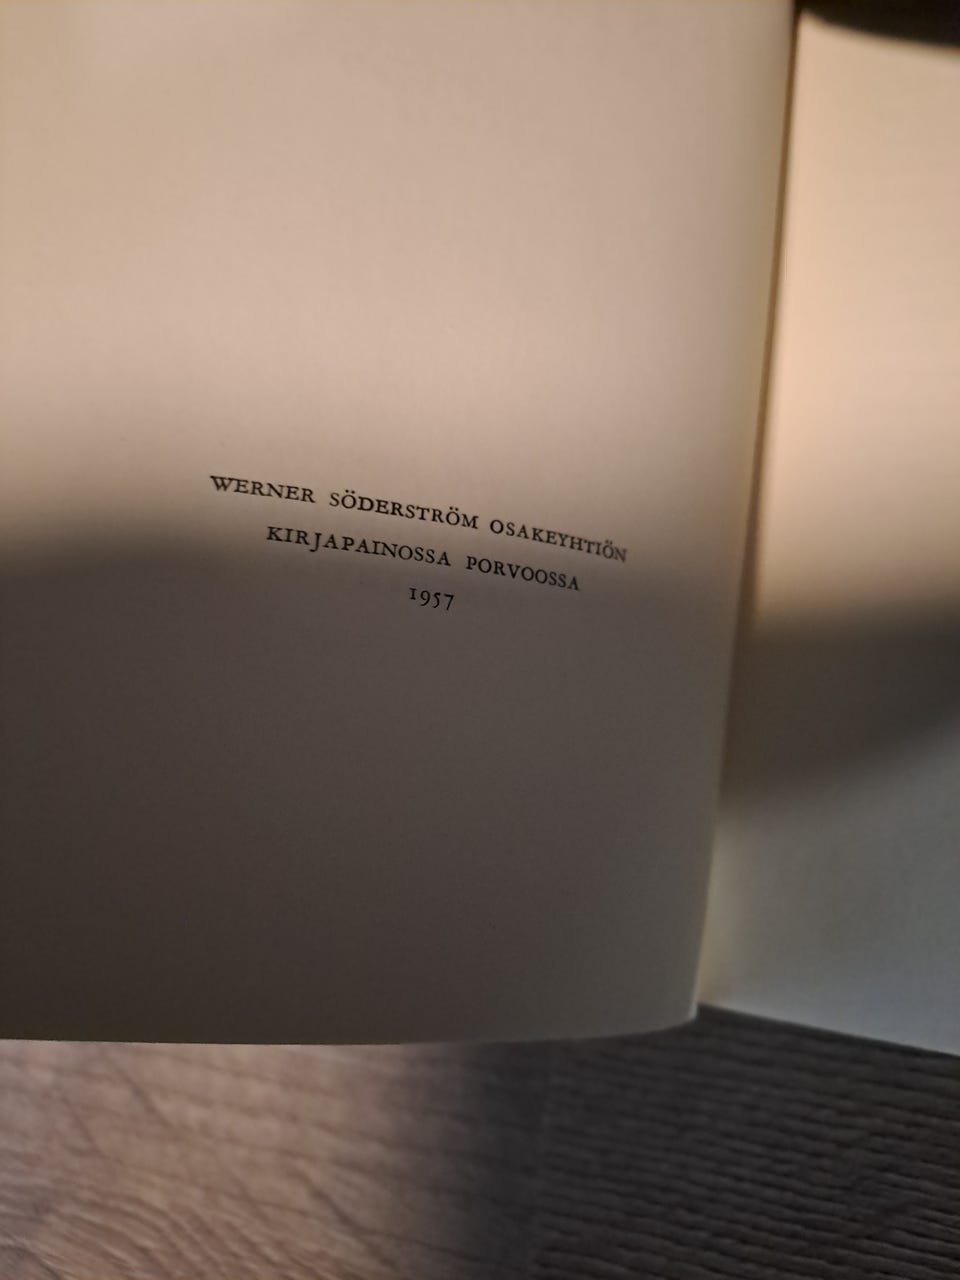 WERNER SÖDERSTRÖM OSAKEYHTIÖN
KIRJAPAINOSSA PORVOOSSA
1957